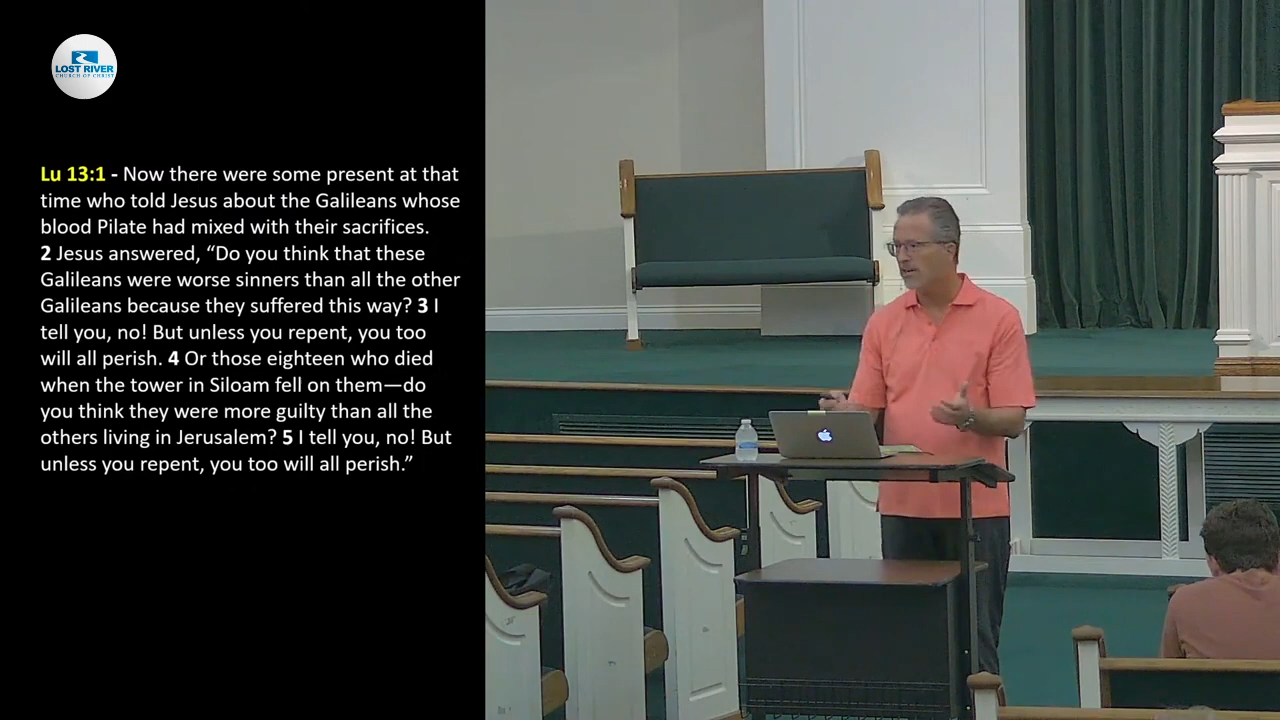 LOST RIVER
CHURCH OF CHRIST
Lu 13:1 - Now there were some present at that
time who told Jesus about the Galileans whose
blood Pilate had mixed with their sacrifices.
2 Jesus answered, “Do you think that these
Galileans were worse sinners than all the other
Galileans because they suffered this way? 3 I
tell you, no! But unless you repent, you too
will all perish. 4 Or those eighteen who died
when the tower in Siloam fell on them—do
you think they were more guilty than all the
others living in Jerusalem? 5 I tell you, no! But
unless you repent, you too will all perish.”